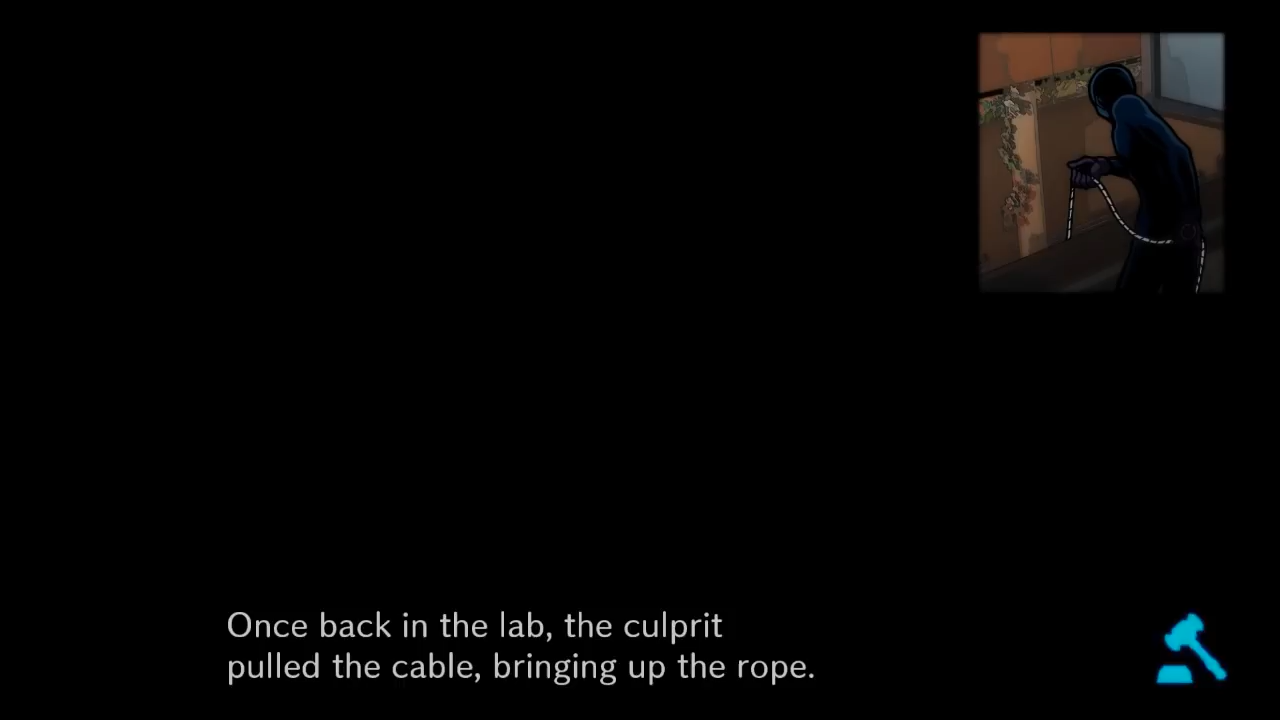 Once back in the lab, the culprit
pulled the cable, bringing up the rope.